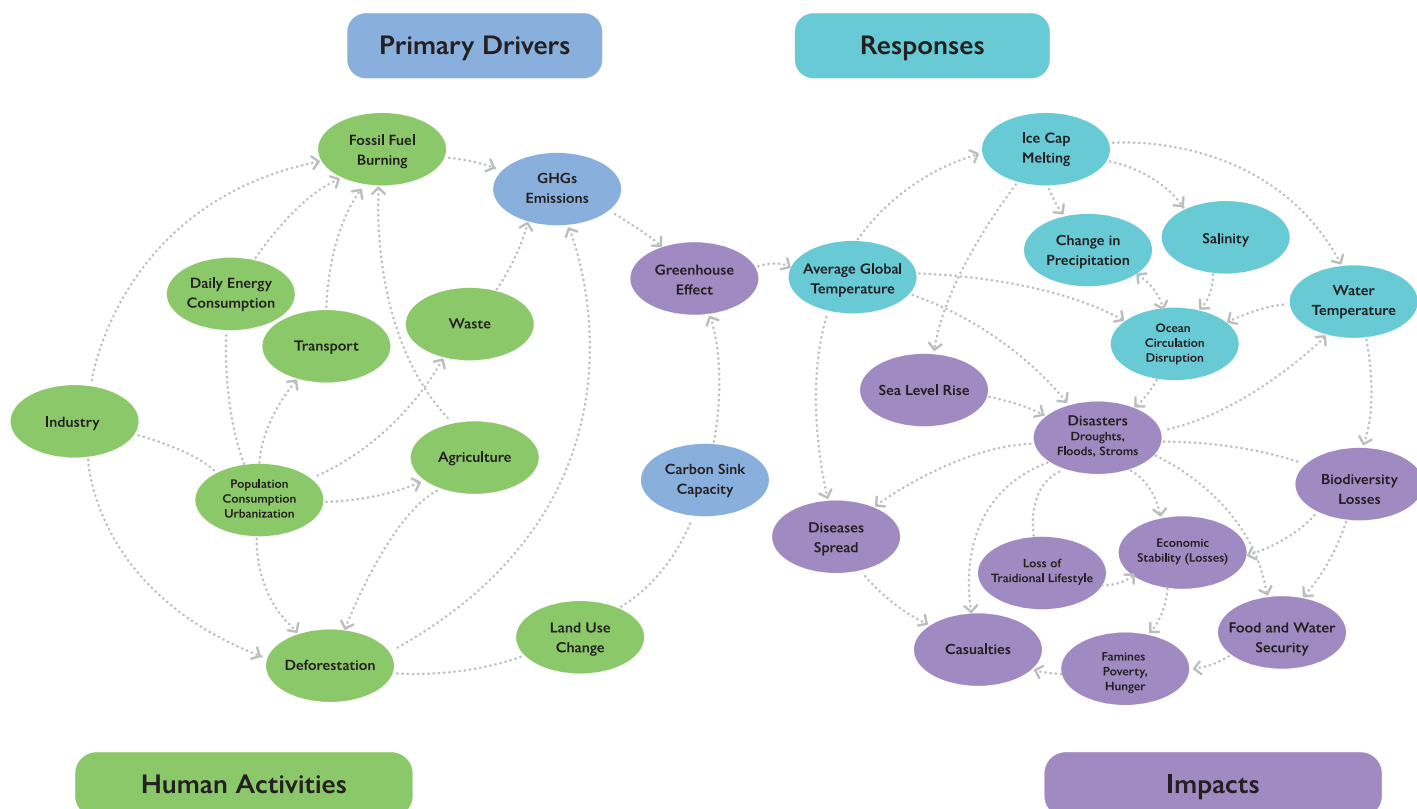 Primary Drivers
Responses
Fossil Fuel
Burning
GHGs
Emissions
Ice Cap
Melting
Change in
Precipitation
Salinity
Greenhouse
Effect
Average Global
Temperature
Daily Energy
Consumption
Transport
Waste
Water
Temperature
Ocean
Circulation
Disruption
Sea Level Rise
Industry
Agriculture
Disasters
Droughts,
Floods, Stroms
Population
Consumption
Urbanization
Carbon Sink
Capacity
Biodiversity
Losses
Diseases
Spread
Economic
Stability (Losses)
Loss of
Traidional Lifestyle
Land Use
Change
Deforestation
Casualties
Famines
Poverty,
Hunger
Food and Water
Security
Human Activities
Impacts